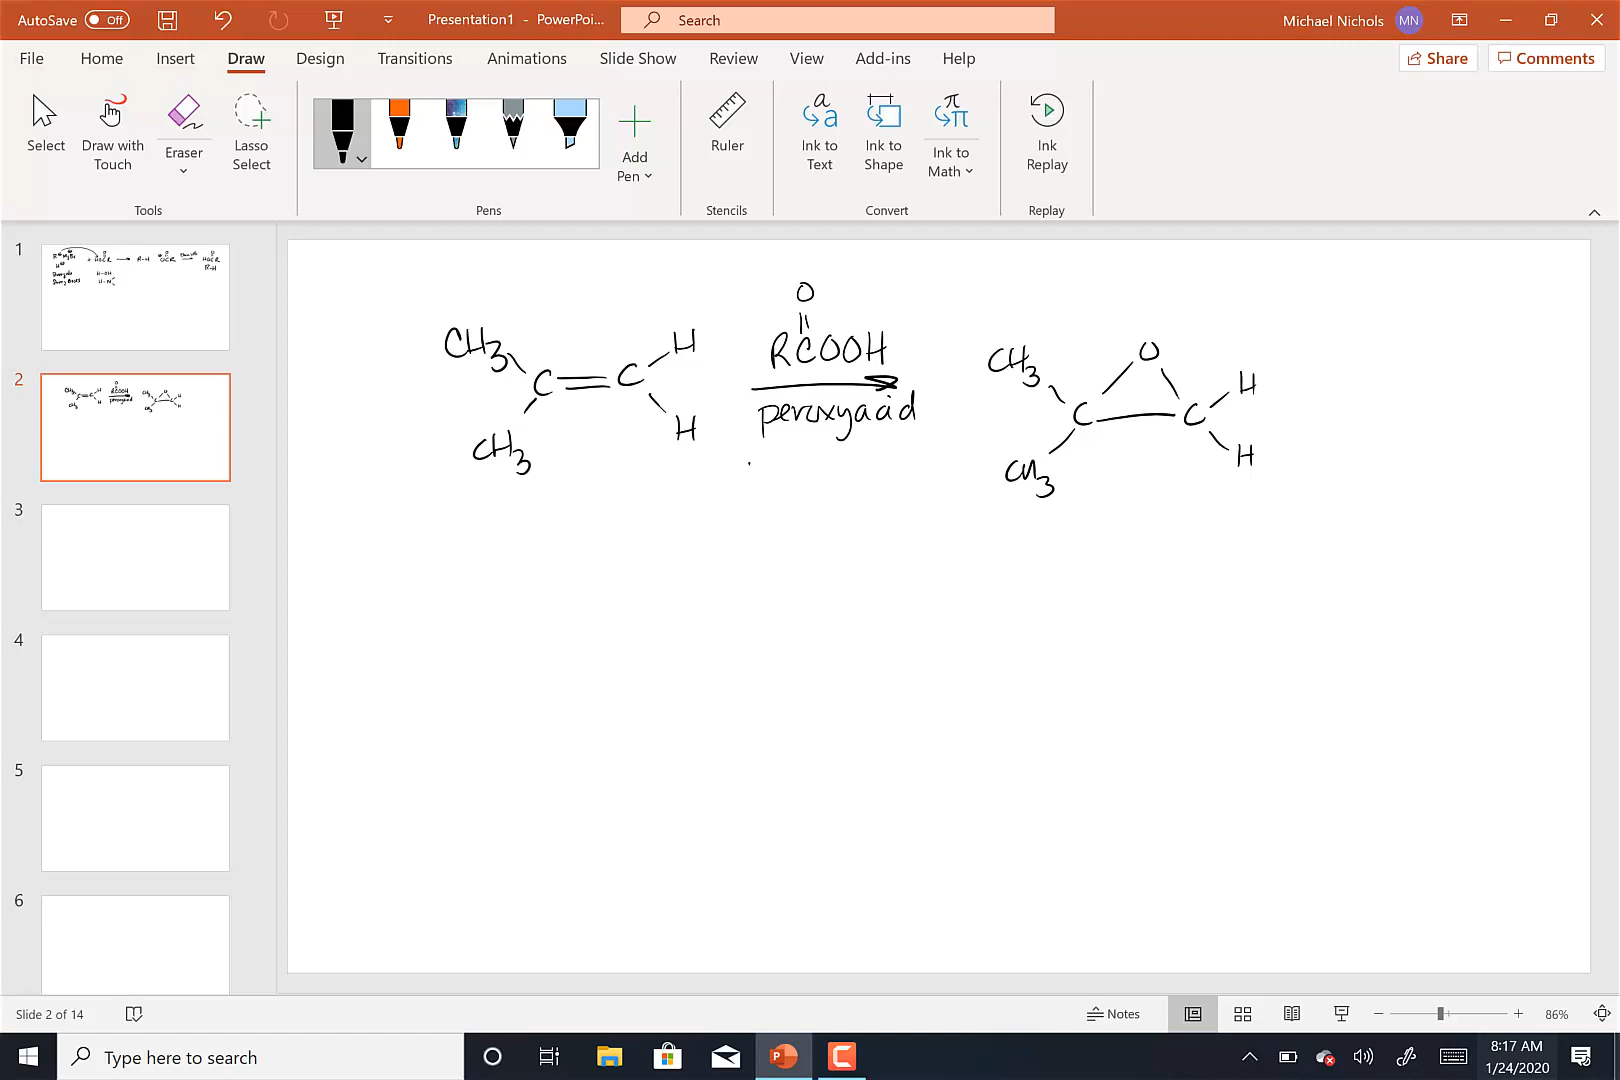 AutoSave Off Presentation1 - PowerPoi... Search Michael Nichols MN
File Home Insert Draw Design Transitions Animations Slide Show Review View Add-ins Help Share Comments
Select Draw with Touch Eraser Lasso Select Add Pen Ruler Ink to Text Ink to Shape Ink to Math Ink Replay
Tools Pens Stencils Convert Replay
1
2
3
4
5
6
O
CH3 H RCOOH CH3 O
C=C C C H
CH3 H peroxyacid CH3 H
Slide 2 of 14 Notes 86%
Type here to search 8:17 AM
1/24/2020